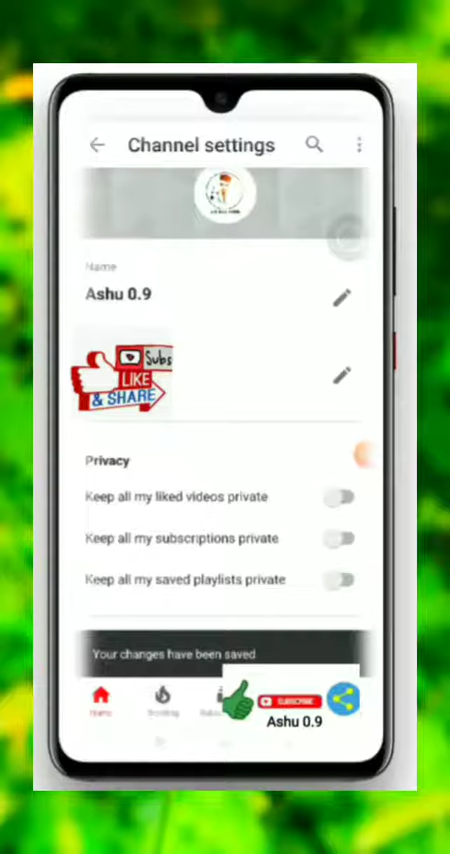 Channel settings
Name
Ashu 0.9
Subs
LIKE
& SHARE
Privacy
Keep all my liked videos private
Keep all my subscriptions private
Keep all my saved playlists private
Your changes have been saved
Home
Trending
SUBSCRIBE
Ashu 0.9